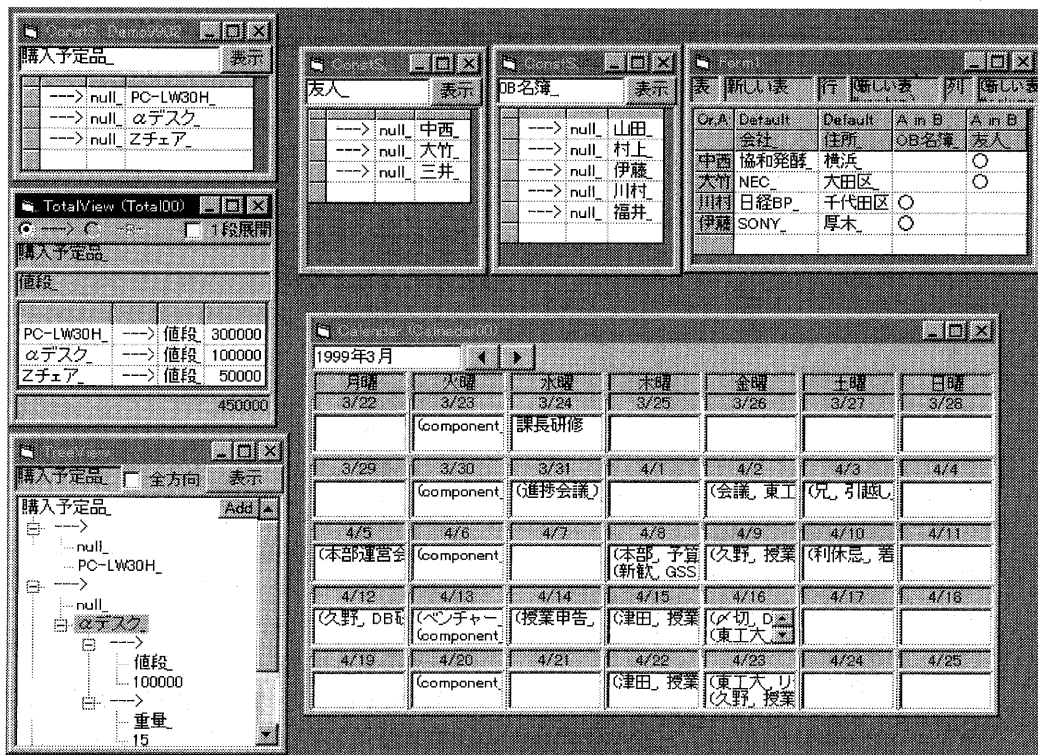 ConstS Demo9902
購入予定品_ 表示
---> null_ PC-LW30H_
---> null_ αデスク_
---> null_ Zチェア_
TotalView (Total00)
---> -R- 1段展開
購入予定品_
値段_
PC-LW30H_ ---> 値段_ 300000
αデスク_ ---> 値段_ 100000
Zチェア_ ---> 値段_ 50000
450000
TreeView
購入予定品_ 全方向 表示
購入予定品_ Add
--->
null_
PC-LW30H_
--->
null_
αデスク_
--->
値段_
100000
--->
重量_
15
ConstS
友人_ 表示
---> null_ 中西_
---> null_ 大竹_
---> null_ 三井_
ConstS
OB名簿_ 表示
---> null_ 山田_
---> null_ 村上_
---> null_ 伊藤_
---> null_ 川村_
---> null_ 福井_
Form1
表 新しい表 行 (新しい表 列 (新しい表
Or,A Default Default A in B A in B
会社_ 住所_ OB名簿_ 友人_
中西 協和発酵_ 横浜_ ○
大竹 NEC_ 大田区_ ○
川村 日経BP_ 千代田区 ○
伊藤 SONY_ 厚木_ ○
Calendar (Calendar00)
1999年3月
月曜 火曜 水曜 木曜 金曜 土曜 日曜
3/22 3/23 3/24 3/25 3/26 3/27 3/28
(component_ 課長研修
3/29 3/30 3/31 4/1 4/2 4/3 4/4
(component_ (進捗会議_) (会議_ 東工 (兄_ 引越し
4/5 4/6 4/7 4/8 4/9 4/10 4/11
(本部運営会 (component_ (本部_ 予算 (久野_ 授業 (利休忌_ 若
(新歓_ GSS
4/12 4/13 4/14 4/15 4/16 4/17 4/18
(久野_ DB研 (ベンチャー_ (授業申告_ (津田_ 授業 (〆切_ D
(component_ (東工大_
4/19 4/20 4/21 4/22 4/23 4/24 4/25
(component_ (津田_ 授業 (東工大_ リ
(久野_ 授業